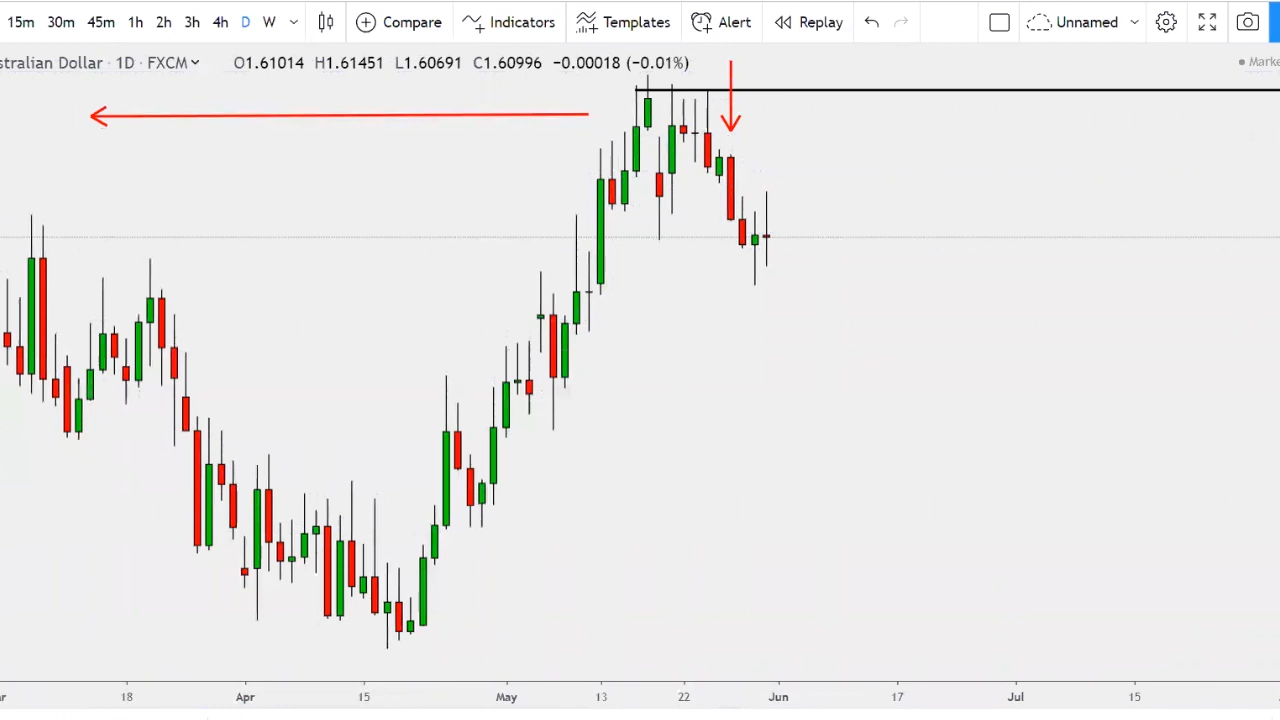 15m 30m 45m 1h 2h 3h 4h D W Compare Indicators Templates Alert Replay Unnamed
stralian Dollar · 1D · FXCM O1.61014 H1.61451 L1.60691 C1.60996 −0.00018 (−0.01%) Marke
18 Apr 15 May 13 22 Jun 17 Jul 15